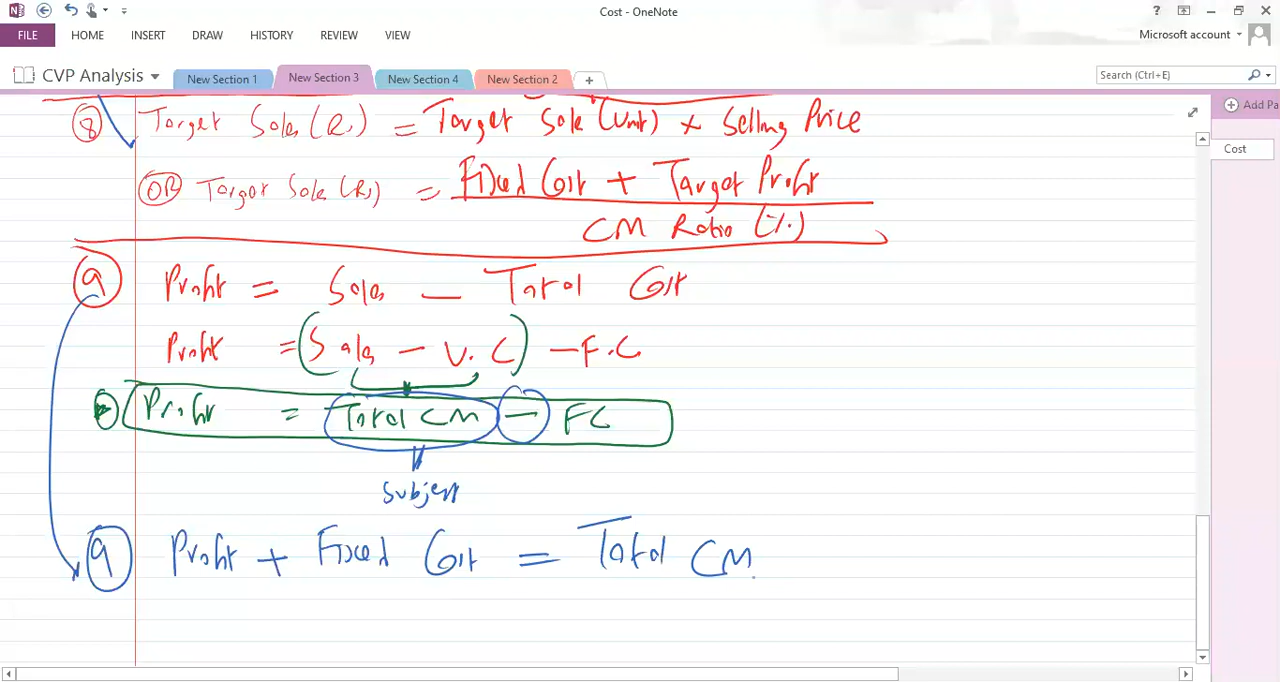 Cost - OneNote
FILE HOME INSERT DRAW HISTORY REVIEW VIEW
Microsoft account
CVP Analysis New Section 1 New Section 3 New Section 4 New Section 2 +
Search (Ctrl+E)
Add Pa
Cost
8 Target Sales (Rs) = Target Sale (Unit) x Selling Price
OR Target Sale (Rs) = Fixed Cost + Target Profit
CM Ratio (%)
9 Profit = Sales - Total Cost
Profit = (Sales - V.C) - F.C
Profit = Total CM - FC
Subject
9 Profit + Fixed Cost = Total CM